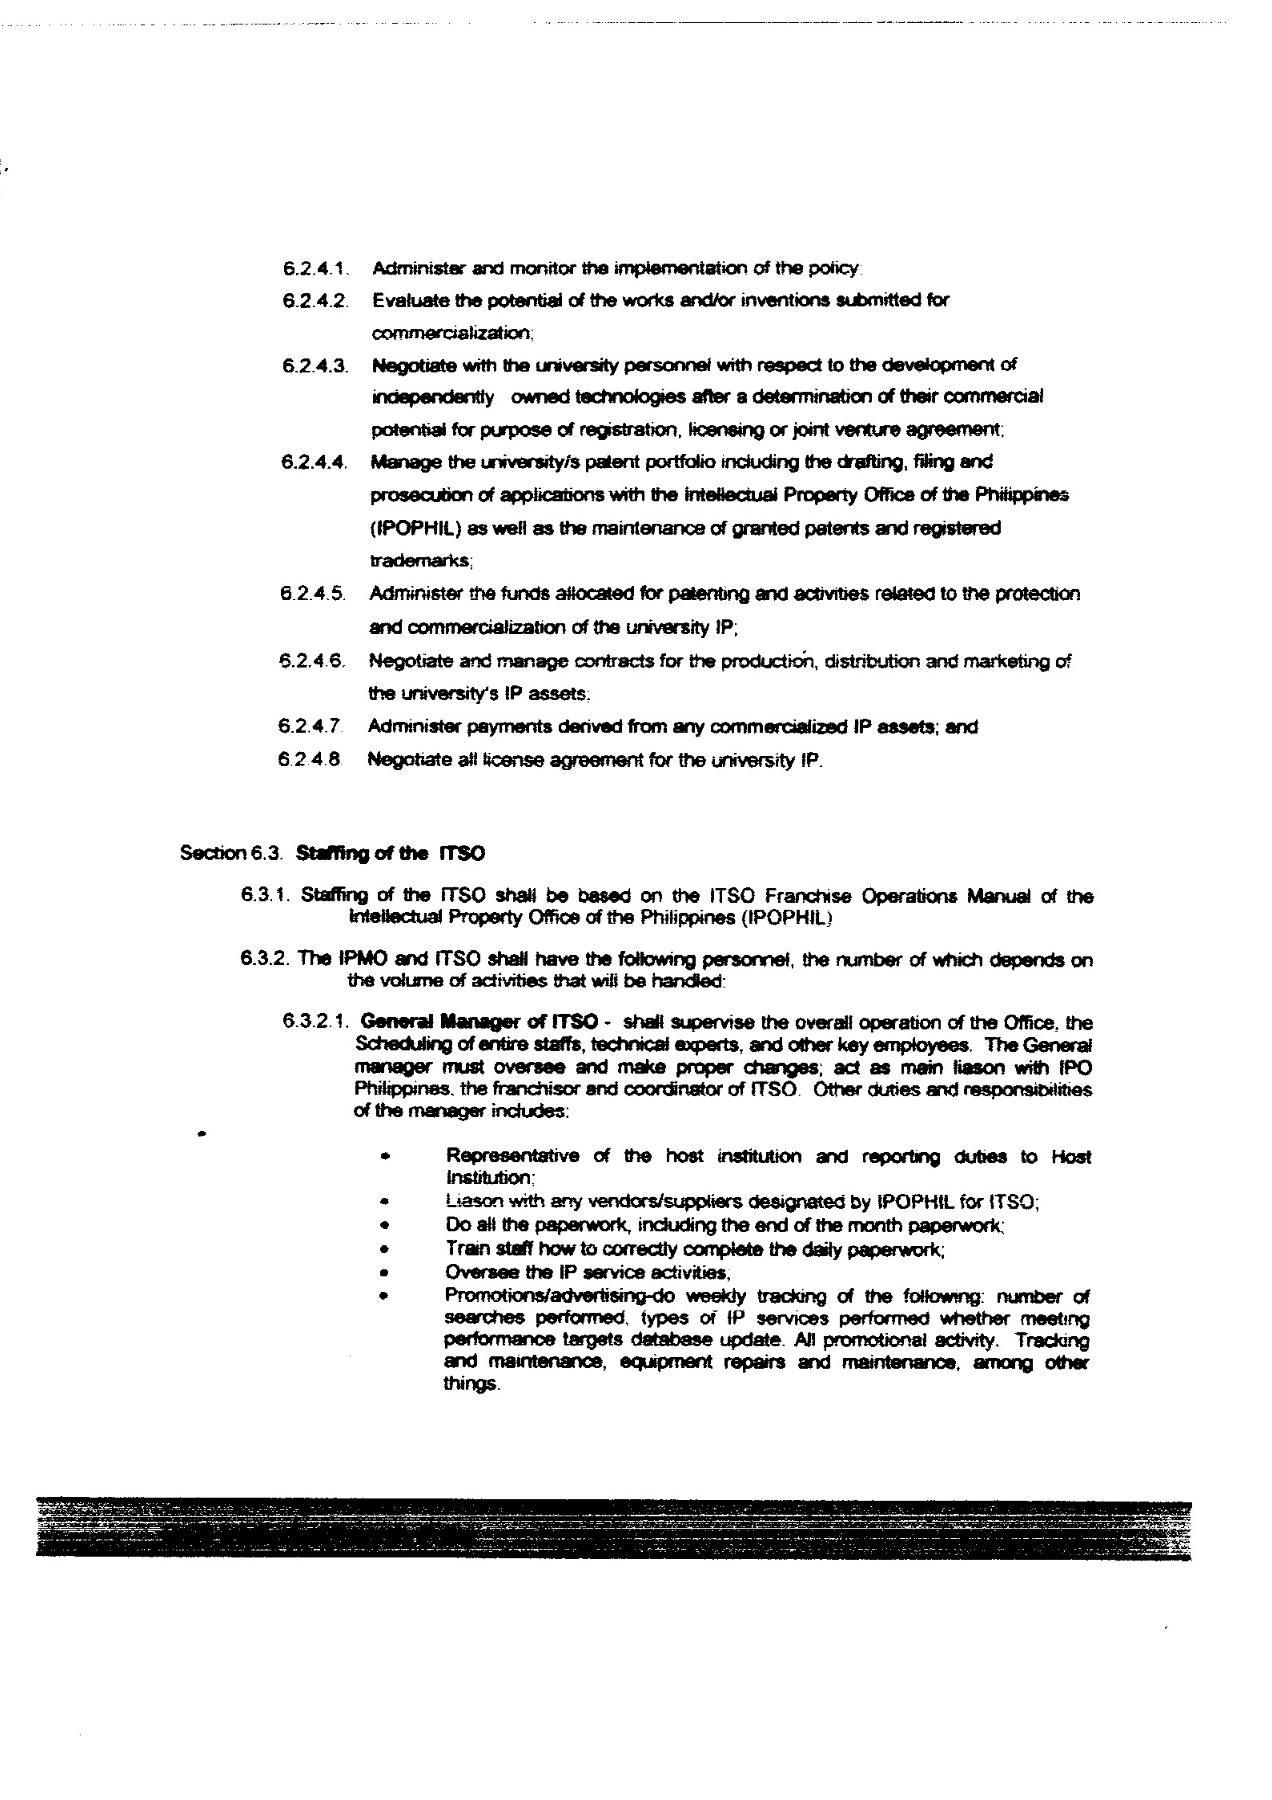 6.2.4.1. Administer and monitor the implementation of the policy.
6.2.4.2. Evaluate the potential of the works and/or inventions submitted for
commercialization;
6.2.4.3. Negotiate with the university personnel with respect to the development of
independently owned technologies after a determination of their commercial
potential for purpose of registration, licensing or joint venture agreement;
6.2.4.4. Manage the university/s patent portfolio including the drafting, filing and
prosecution of applications with the Intellectual Property Office of the Philippines
(IPOPHIL) as well as the maintenance of granted patents and registered
trademarks;
6.2.4.5. Administer the funds allocated for patenting and activities related to the protection
and commercialization of the university IP;
6.2.4.6. Negotiate and manage contracts for the production, distribution and marketing of
the university's IP assets;
6.2.4.7. Administer payments derived from any commercialized IP assets; and
6.2.4.8. Negotiate all license agreement for the university IP.
Section 6.3. Staffing of the ITSO
6.3.1. Staffing of the ITSO shall be based on the ITSO Franchise Operations Manual of the
Intellectual Property Office of the Philippines (IPOPHIL)
6.3.2. The IPMO and ITSO shall have the following personnel, the number of which depends on
the volume of activities that will be handled:
6.3.2.1. General Manager of ITSO - shall supervise the overall operation of the Office, the
Scheduling of entire staffs, technical experts, and other key employees. The General
manager must oversee and make proper changes; act as main liason with IPO
Philippines, the franchisor and coordinator of ITSO. Other duties and responsibilities
of the manager includes:
• Representative of the host institution and reporting duties to Host
Institution;
• Liason with any vendors/suppliers designated by IPOPHIL for ITSO;
• Do all the paperwork, including the end of the month paperwork;
• Train staff how to correctly complete the daily paperwork;
• Oversee the IP service activities;
• Promotions/advertising-do weekly tracking of the following: number of
searches performed, types of IP services performed whether meeting
performance targets database update. All promotional activity. Tracking
and maintenance, equipment repairs and maintenance, among other
things.